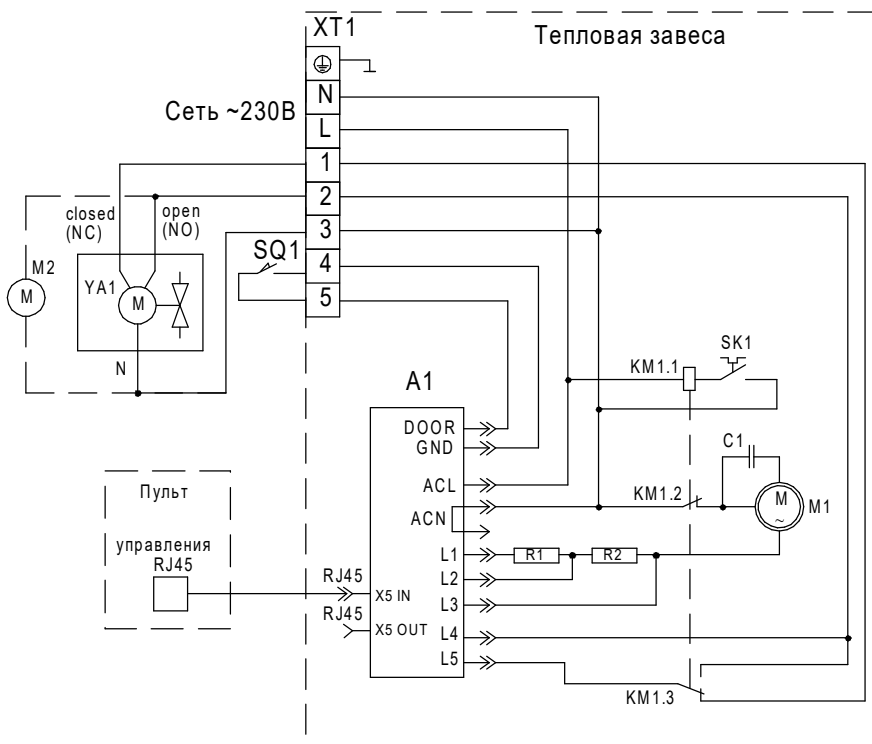 XT1
Тепловая завеса
N
Сеть ~230В
L
1
2
3
4
5
closed
(NC)
open
(NO)
SQ1
M2
M
YA1
M
N
SK1
KM1.1
A1
DOOR
GND
C1
ACL
KM1.2
M
~
M1
ACN
Пульт
управления
RJ45
L1
R1
R2
L2
RJ45
X5 IN
L3
RJ45
X5 OUT
L4
L5
KM1.3